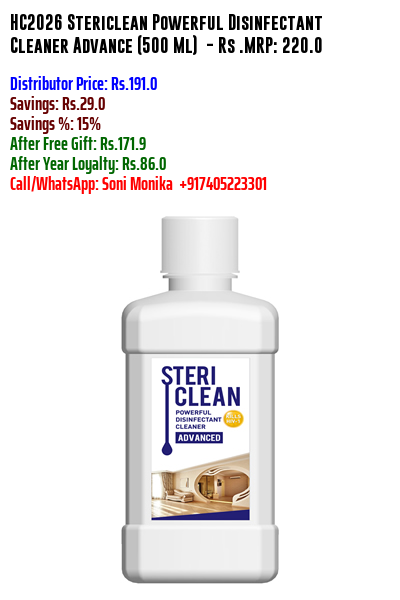 HC2026 Stericlean Powerful Disinfectant
Cleaner Advance (500 Ml) - Rs .MRP: 220.0
Distributor Price: Rs.191.0
Savings: Rs.29.0
Savings %: 15%
After Free Gift: Rs.171.9
After Year Loyalty: Rs.86.0
Call/WhatsApp: Soni Monika +917405223301
STERI
CLEAN
POWERFUL
DISINFECTANT
CLEANER
ADVANCED